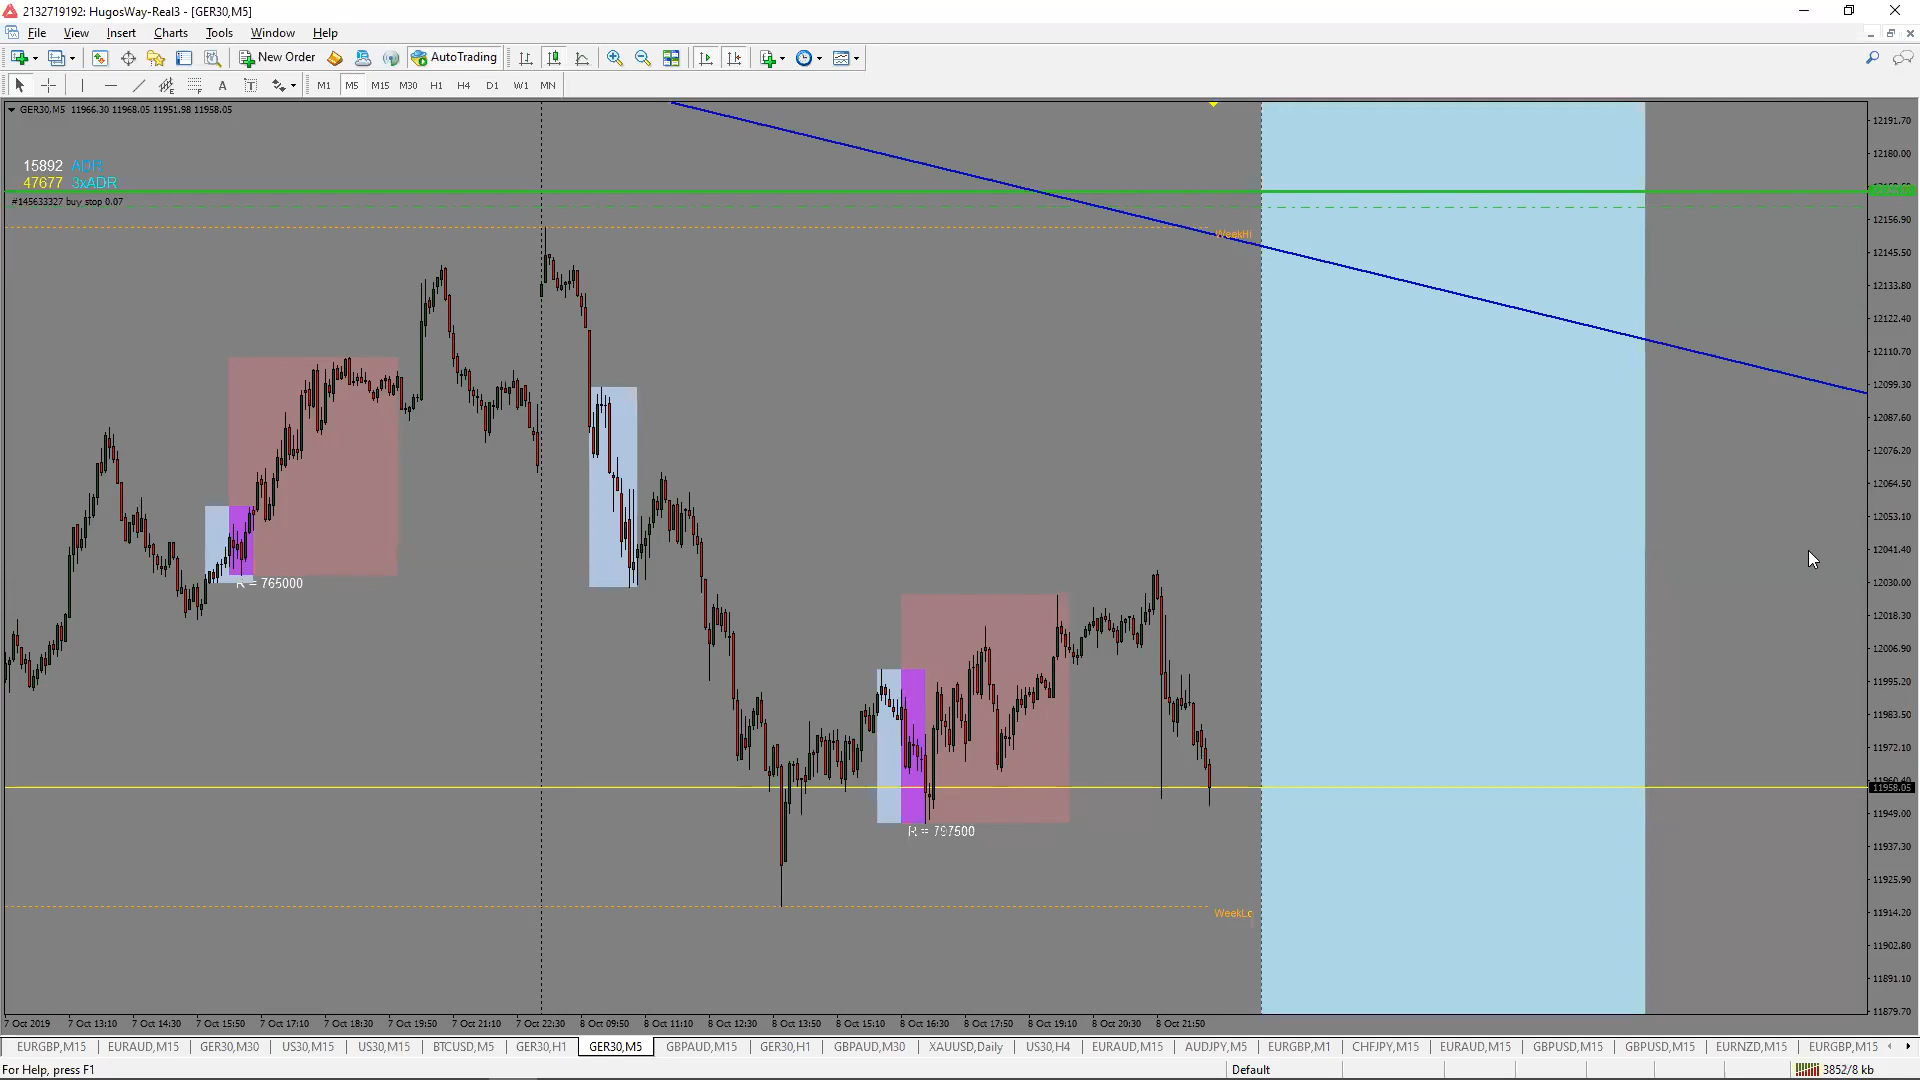 2132719192: HugosWay-Real3 - [GER30,M5]
File View Insert Charts Tools Window Help
New Order AutoTrading
A T M1 M5 M15 M30 H1 H4 D1 W1 MN
GER30,M5 11966.30 11968.05 11951.98 11958.05
15892 ADR
47677 3xADR
#145633327 buy stop 0.07
WeekHi
R = 765000
R = 797500
WeekLo
12191.70
12180.00
12156.90
12145.50
12133.80
12122.40
12110.70
12099.30
12087.60
12076.20
12064.50
12053.10
12041.40
12030.00
12018.30
12006.90
11995.20
11983.50
11972.10
11960.40
11958.05
11949.00
11937.30
11925.90
11914.20
11902.80
11891.10
11879.70
7 Oct 2019 7 Oct 13:10 7 Oct 14:30 7 Oct 15:50 7 Oct 17:10 7 Oct 18:30 7 Oct 19:50 7 Oct 21:10 7 Oct 22:30 8 Oct 09:50 8 Oct 11:10 8 Oct 12:30 8 Oct 13:50 8 Oct 15:10 8 Oct 16:30 8 Oct 17:50 8 Oct 19:10 8 Oct 20:30 8 Oct 21:50
EURGBP,M15 EURAUD,M15 GER30,M30 US30,M15 US30,M15 BTCUSD,M5 GER30,H1 GER30,M5 GBPAUD,M15 GER30,H1 GBPAUD,M30 XAUUSD,Daily US30,H4 EURAUD,M15 AUDJPY,M5 EURGBP,M1 CHFJPY,M15 EURAUD,M15 GBPUSD,M15 GBPUSD,M15 EURNZD,M15 EURGBP,M15
For Help, press F1 Default 3852/8 kb